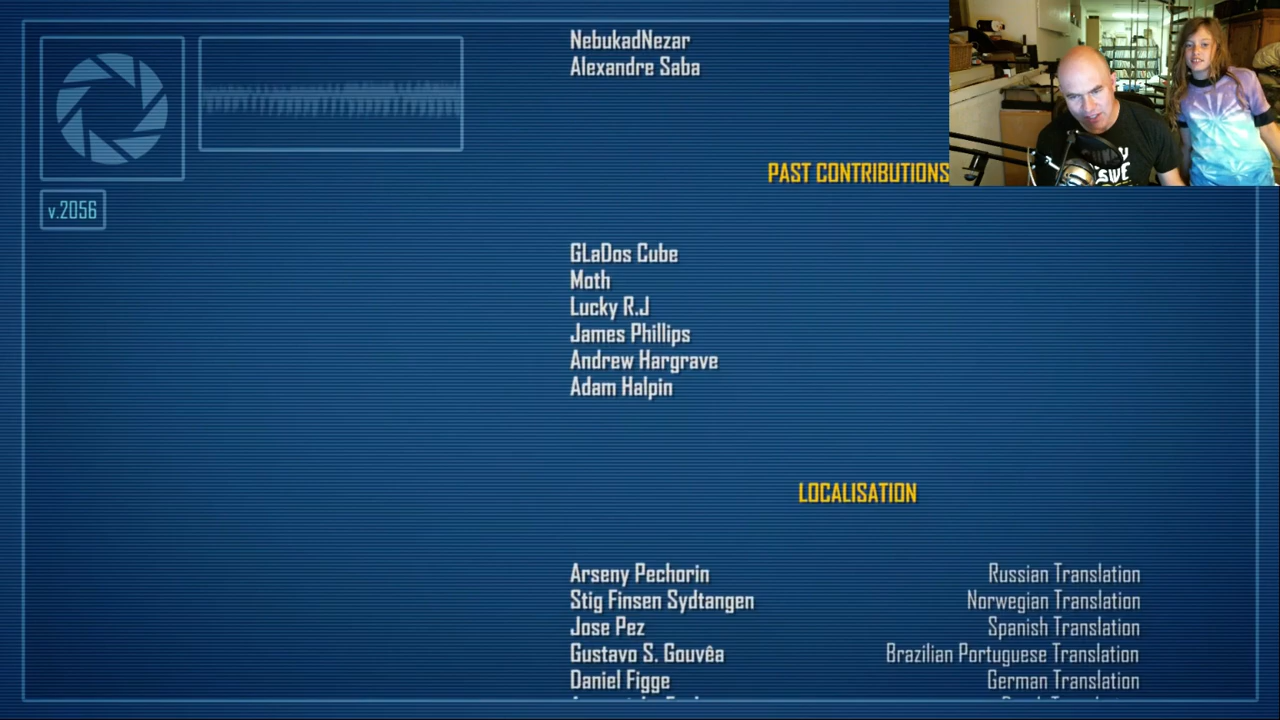 NebukadNezar
Alexandre Saba
PAST CONTRIBUTIONS
v.2056
GLaDos Cube
Moth
Lucky R.J
James Phillips
Andrew Hargrave
Adam Halpin
LOCALISATION
Arseny Pechorin Russian Translation
Stig Finsen Sydtangen Norwegian Translation
Jose Pez Spanish Translation
Gustavo S. Gouvêa Brazilian Portuguese Translation
Daniel Figge German Translation